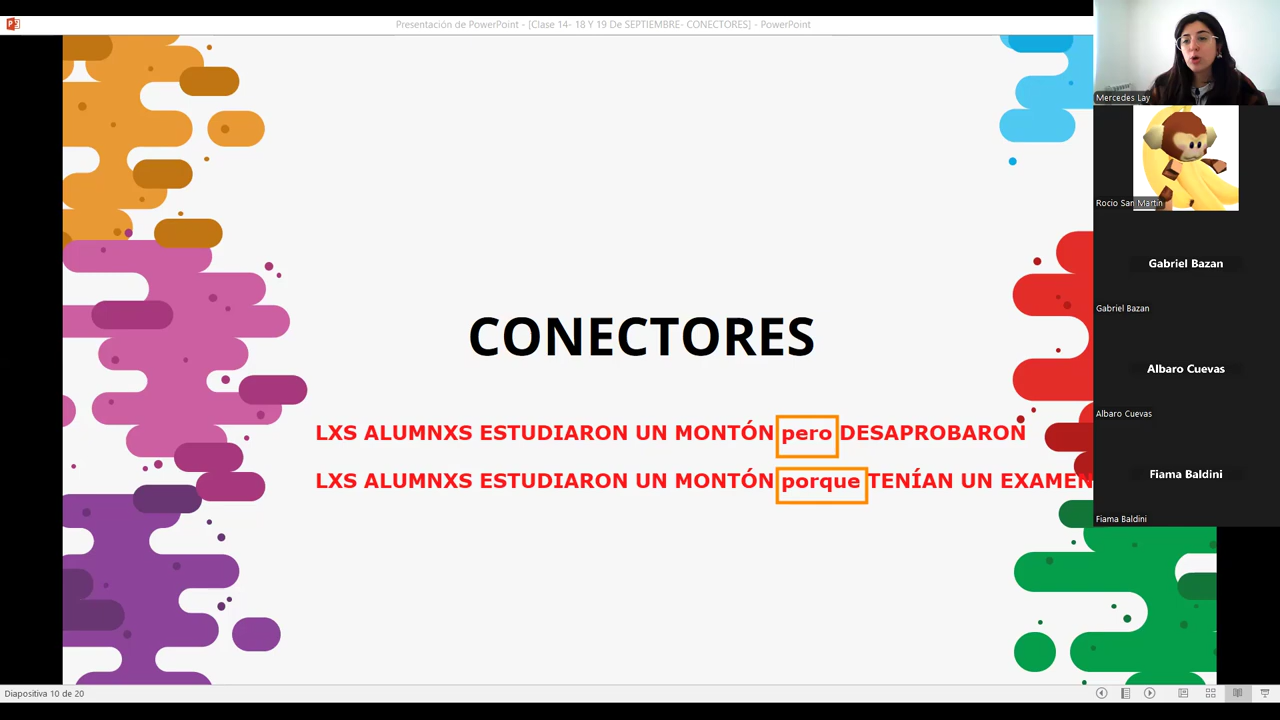 Presentación de PowerPoint - [Clase 14- 18 Y 19 De SEPTIEMBRE- CONECTORES] - PowerPoint
Mercedes Lay
Rocio San Martin
Gabriel Bazan
Gabriel Bazan
CONECTORES
Albaro Cuevas
Albaro Cuevas
LXS ALUMNXS ESTUDIARON UN MONTÓN pero DESAPROBARON
LXS ALUMNXS ESTUDIARON UN MONTÓN porque TENÍAN UN EXAMEN
Fiama Baldini
Fiama Baldini
Diapositiva 10 de 20